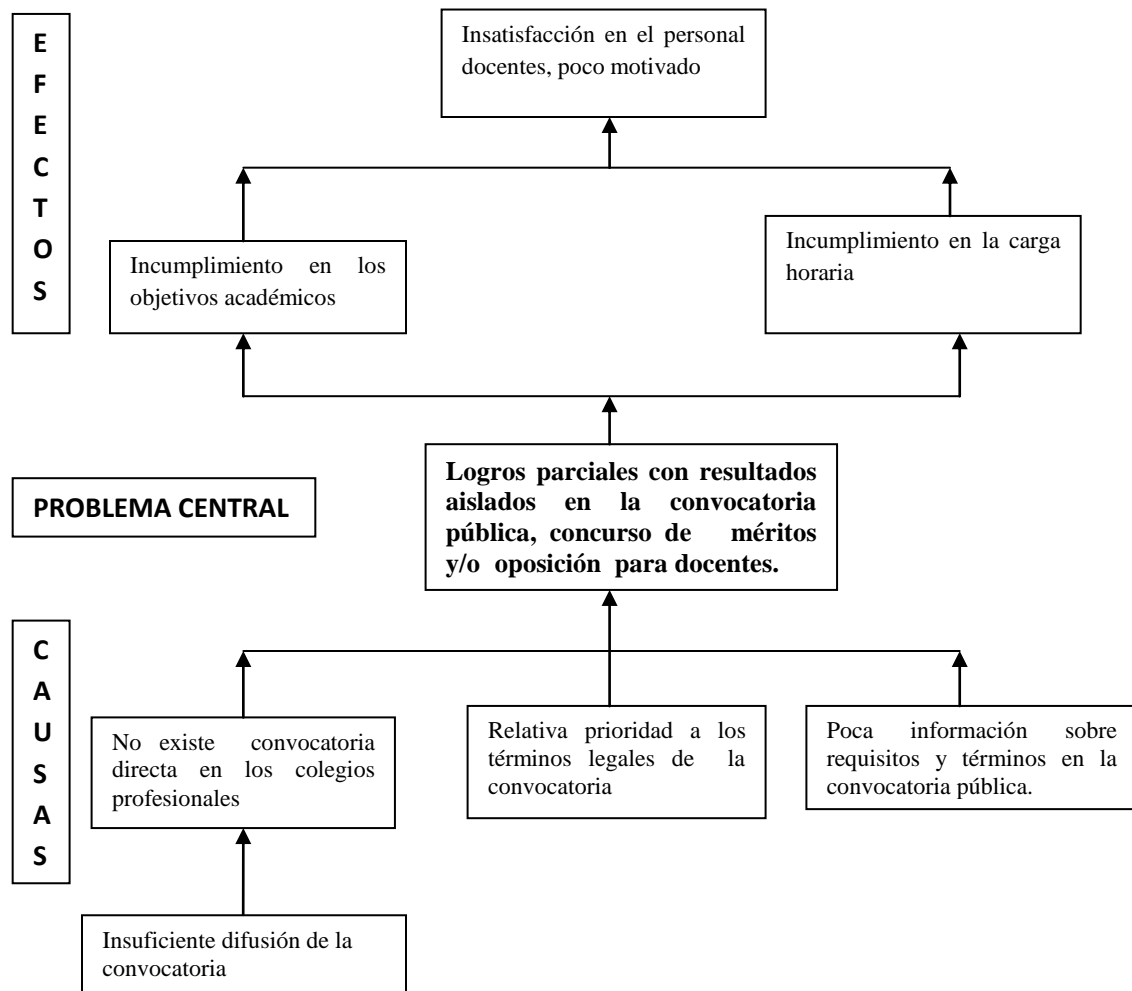 E
F
E
C
T
O
S
Insatisfacción en el personal
docentes, poco motivado
Incumplimiento en los
objetivos académicos
Incumplimiento en la carga
horaria
PROBLEMA CENTRAL
Logros parciales con resultados
aislados en la convocatoria
pública, concurso de méritos
y/o oposición para docentes.
C
A
U
S
A
S
No existe convocatoria
directa en los colegios
profesionales
Relativa prioridad a los
términos legales de la
convocatoria
Poca información sobre
requisitos y términos en la
convocatoria pública.
Insuficiente difusión de la
convocatoria